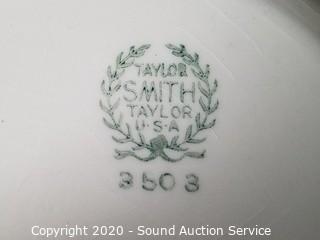 TAYLOR
SMITH
TAYLOR
U·S·A
3503
Copyright 2020 - Sound Auction Service